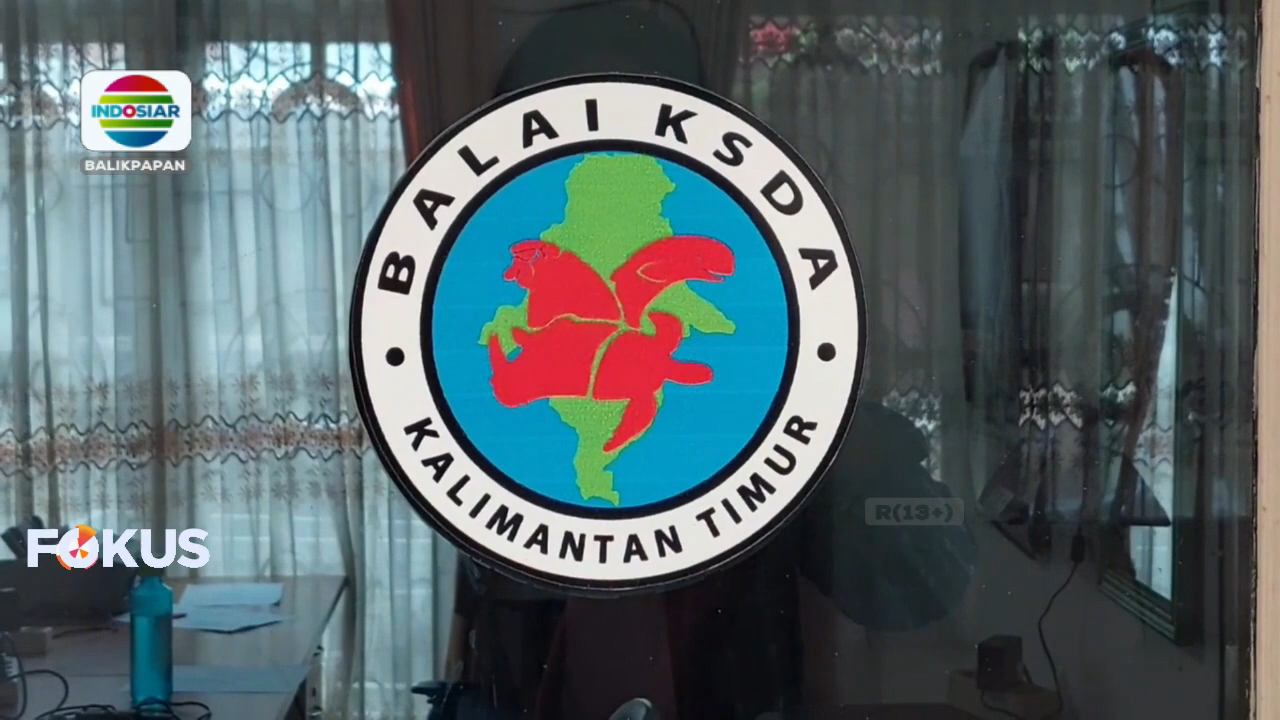 INDOSIAR
BALIKPAPAN
BALAI KSDA
KALIMANTAN TIMUR
FOKUS
R(13+)